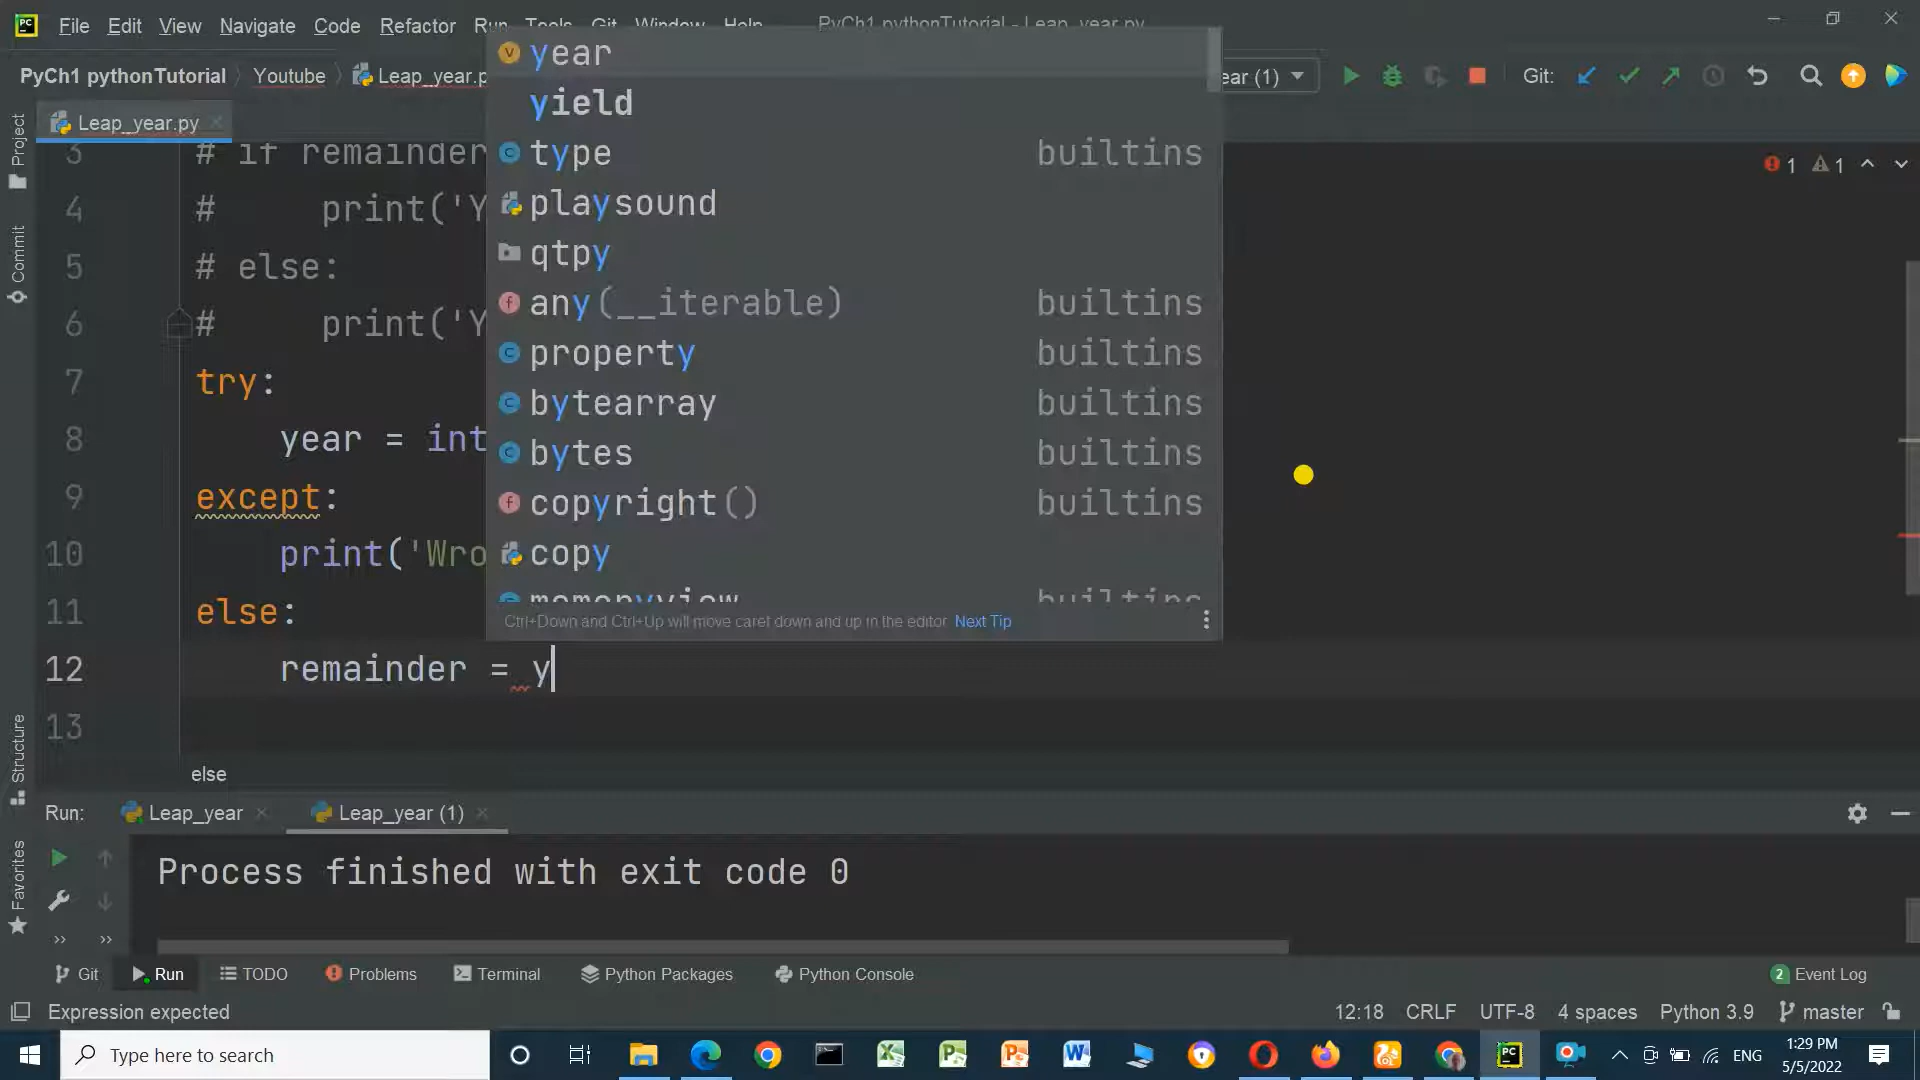 PC File Edit View Navigate Code Refactor Run Tools Git Window Help PyCh1 pythonTutorial - Leap_year.py
PyCh1 pythonTutorial Youtube Leap_year.p ear (1) Git:
Leap_year.py
year
yield
type builtins
playsound
qtpy
any(__iterable) builtins
property builtins
bytearray builtins
bytes builtins
copyright() builtins
copy
memoryview builtins
Ctrl+Down and Ctrl+Up will move caret down and up in the editor Next Tip
1 1
3 # if remainder
4 # print('Y
5 # else:
6 # print('Y
7 try:
8 year = int
9 except:
10 print('Wro
11 else:
12 remainder = y
13
else
Project
Commit
Structure
Favorites
Run: Leap_year Leap_year (1)
Process finished with exit code 0
Git Run TODO Problems Terminal Python Packages Python Console 2 Event Log
Expression expected 12:18 CRLF UTF-8 4 spaces Python 3.9 master
Type here to search ENG 1:29 PM
5/5/2022